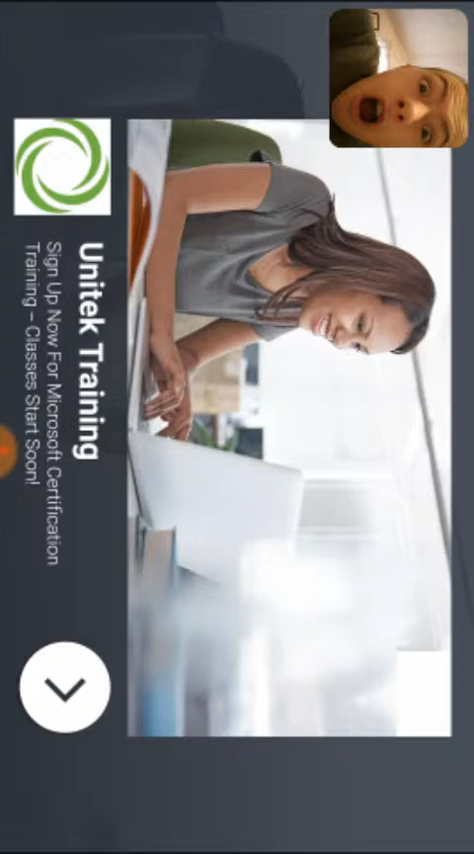 Unitek Training
Sign Up Now For Microsoft Certification
Training – Classes Start Soon!